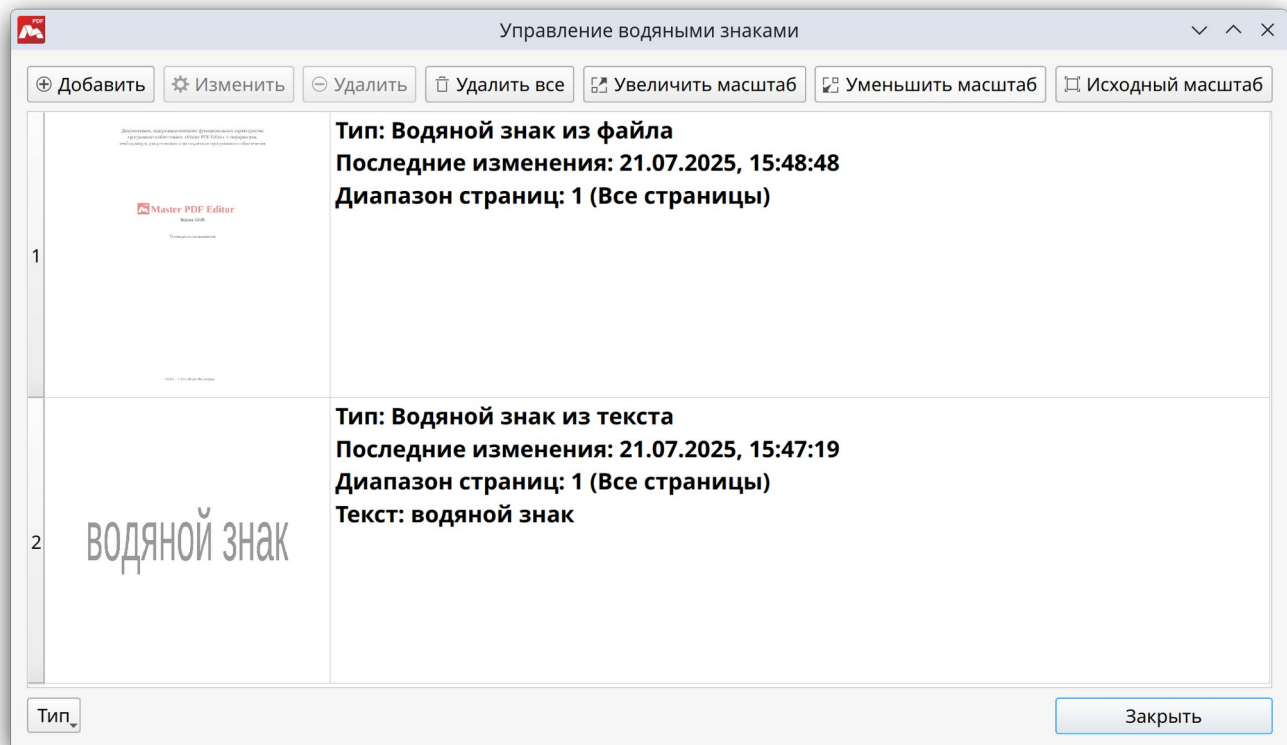 PDF
Управление водяными знаками
Добавить
Изменить
Удалить
Удалить все
Увеличить масштаб
Уменьшить масштаб
Исходный масштаб
1
Master PDF Editor
Тип: Водяной знак из файла
Последние изменения: 21.07.2025, 15:48:48
Диапазон страниц: 1 (Все страницы)
2
водяной знак
Тип: Водяной знак из текста
Последние изменения: 21.07.2025, 15:47:19
Диапазон страниц: 1 (Все страницы)
Текст: водяной знак
Тип
Закрыть